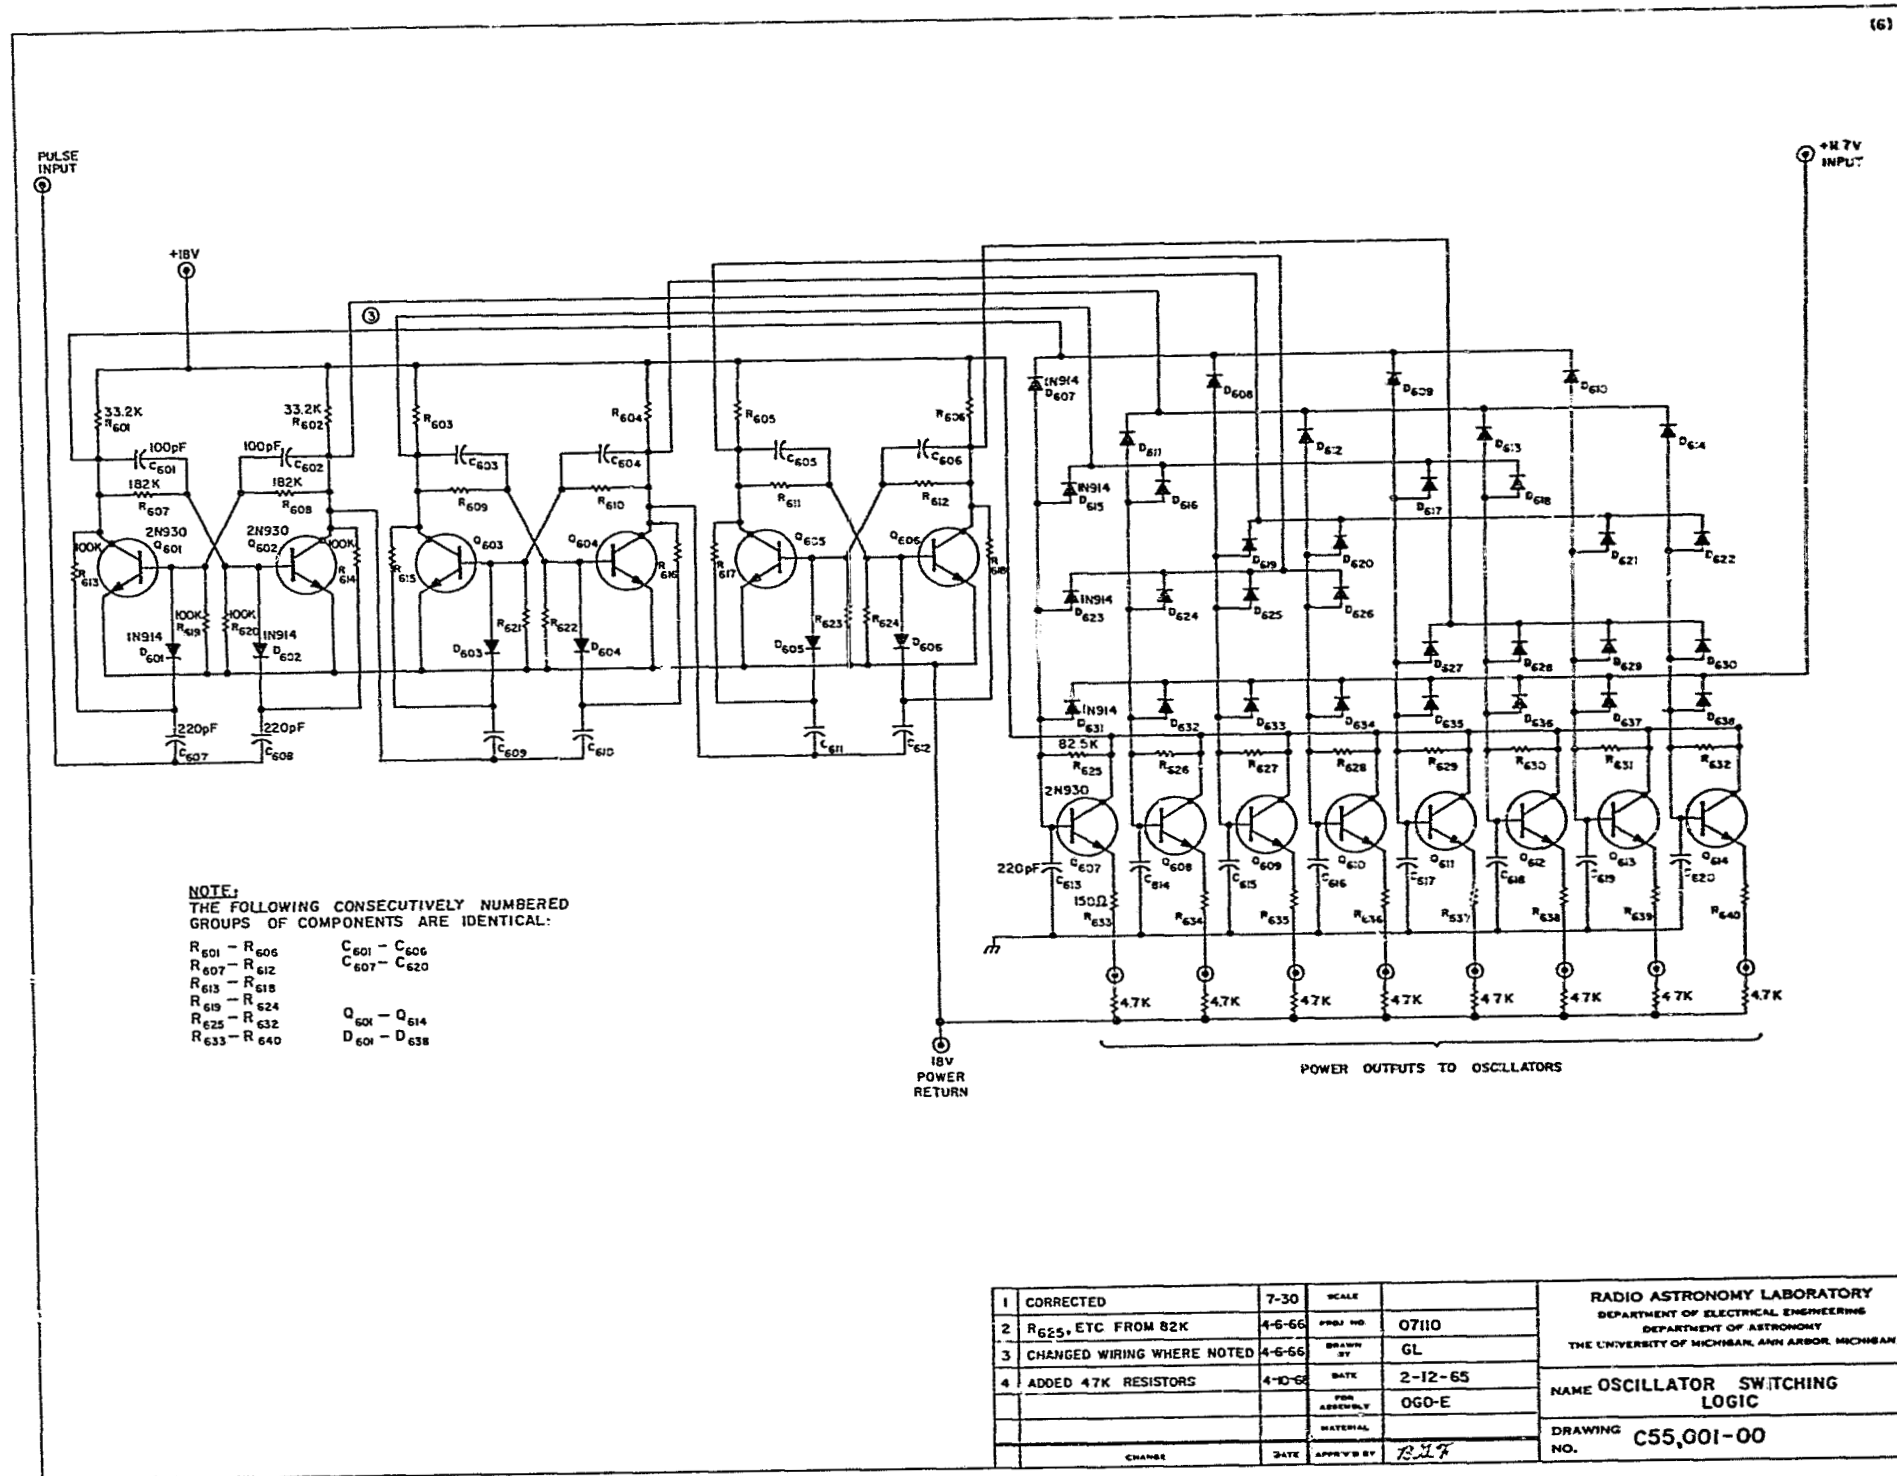 (6)
PULSE
INPUT
INPUT
+18V
3
33.2K
R601
33.2K
R602
R603
R604
R605
R606
100pF
C601
100pF
C602
C603
C604
C605
C606
182K
R607
182K
R608
R609
R610
R611
R612
2N930
Q601
2N930
Q602
Q603
Q604
Q605
Q606
100K
R613
100K
R614
R615
R616
R617
R618
100K
R619
100K
R620
R621
R622
R623
R624
1N914
D601
1N914
D602
D603
D604
D605
D606
220pF
C607
220pF
C608
C609
C610
C611
C612
1N914
D607
D608
D609
D610
D611
D612
D613
D614
1N914
D615
D616
D617
D618
D619
D620
D621
D622
1N914
D623
D624
D625
D626
D627
D628
D629
D630
1N914
D631
D632
D633
D634
D635
D636
D637
D638
82.5K
R625
R626
R627
R628
R629
R630
R631
R632
2N930
Q607
Q608
Q609
Q610
Q611
Q612
Q613
Q614
220pF
C613
C614
C615
C616
C617
C618
C619
C620
150Ω
R633
R634
R635
R636
R637
R638
R639
R640
4.7K
4.7K
4.7K
4.7K
4.7K
4.7K
4.7K
4.7K
18V
POWER
RETURN
POWER OUTPUTS TO OSCILLATORS
NOTE:
THE FOLLOWING CONSECUTIVELY NUMBERED
GROUPS OF COMPONENTS ARE IDENTICAL:
R601 – R606 C601 – C606
R607 – R612 C607 – C620
R613 – R618
R619 – R624
R625 – R632 Q601 – Q614
R633 – R640 D601 – D638
1 CORRECTED 7-30
2 R625, ETC FROM 82K 4-6-66
3 CHANGED WIRING WHERE NOTED 4-6-66
4 ADDED 4.7K RESISTORS
CHANGE DATE
SCALE
PROJ NO. 07110
DRAWN BY GL
DATE 2-12-65
FOR ASSEMBLY OGO-E
MATERIAL
APPRV'D BY
RADIO ASTRONOMY LABORATORY
DEPARTMENT OF ELECTRICAL ENGINEERING
DEPARTMENT OF ASTRONOMY
THE UNIVERSITY OF MICHIGAN, ANN ARBOR, MICHIGAN
NAME OSCILLATOR SWITCHING
LOGIC
DRAWING NO. C55,001-00